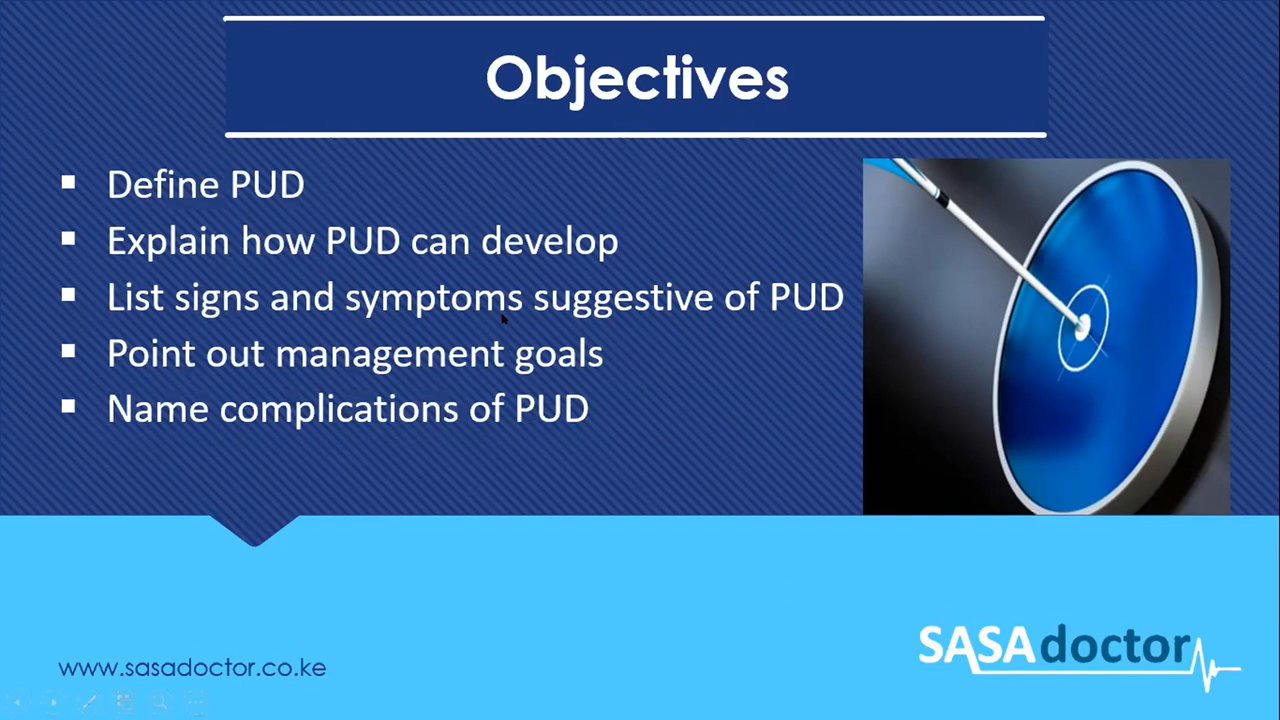 Objectives
▪ Define PUD
▪ Explain how PUD can develop
▪ List signs and symptoms suggestive of PUD
▪ Point out management goals
▪ Name complications of PUD
www.sasadoctor.co.ke
SASAdoctor